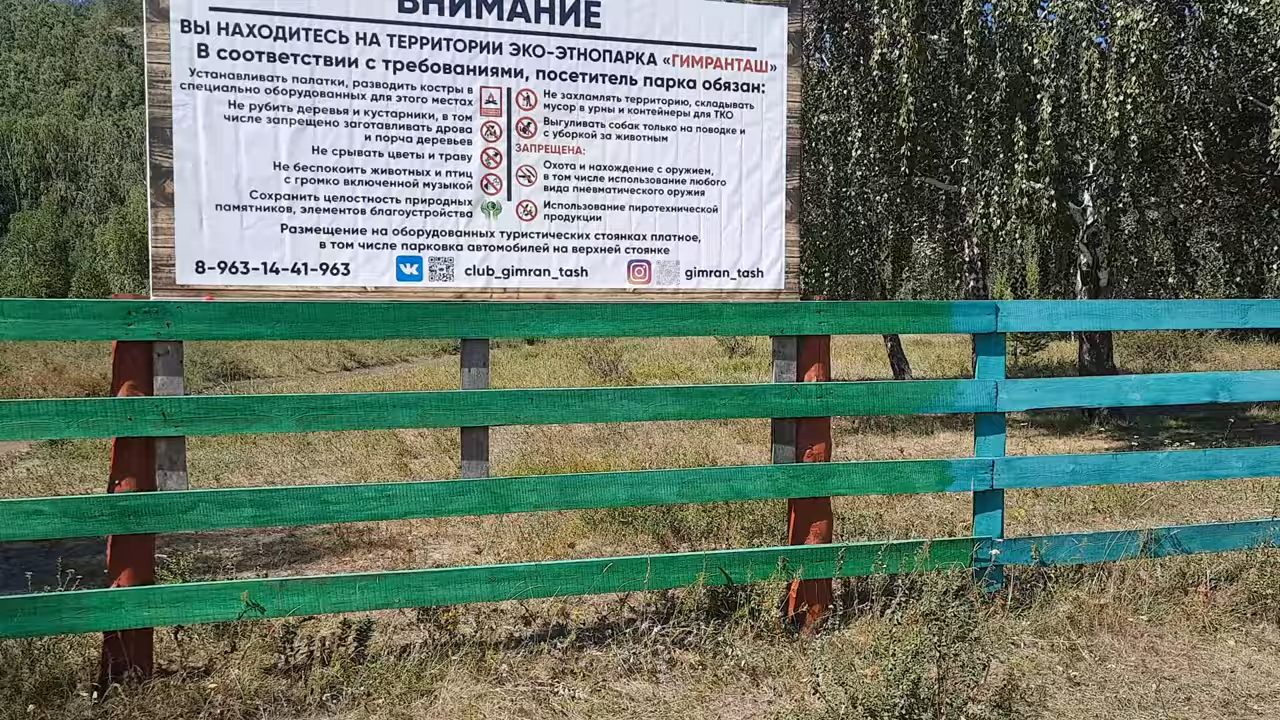 ВНИМАНИЕ
ВЫ НАХОДИТЕСЬ НА ТЕРРИТОРИИ ЭКО-ЭТНОПАРКА «ГИМРАНТАШ»
В соответствии с требованиями, посетитель парка обязан:
Устанавливать палатки, разводить костры в
специально оборудованных для этого местах
Не рубить деревья и кустарники, в том
числе запрещено заготавливать дрова
и порча деревьев
Не срывать цветы и траву
Не беспокоить животных и птиц
с громко включенной музыкой
Сохранить целостность природных
памятников, элементов благоустройства
Не захламлять территорию, складывать
мусор в урны и контейнеры для ТКО
Выгуливать собак только на поводке и
с уборкой за животным
ЗАПРЕЩЕНА:
Охота и нахождение с оружием,
в том числе использование любого
вида пневматического оружия
Использование пиротехнической
продукции
Размещение на оборудованных туристических стоянках платное,
в том числе парковка автомобилей на верхней стоянке
8-963-14-41-963 club_gimran_tash gimran_tash